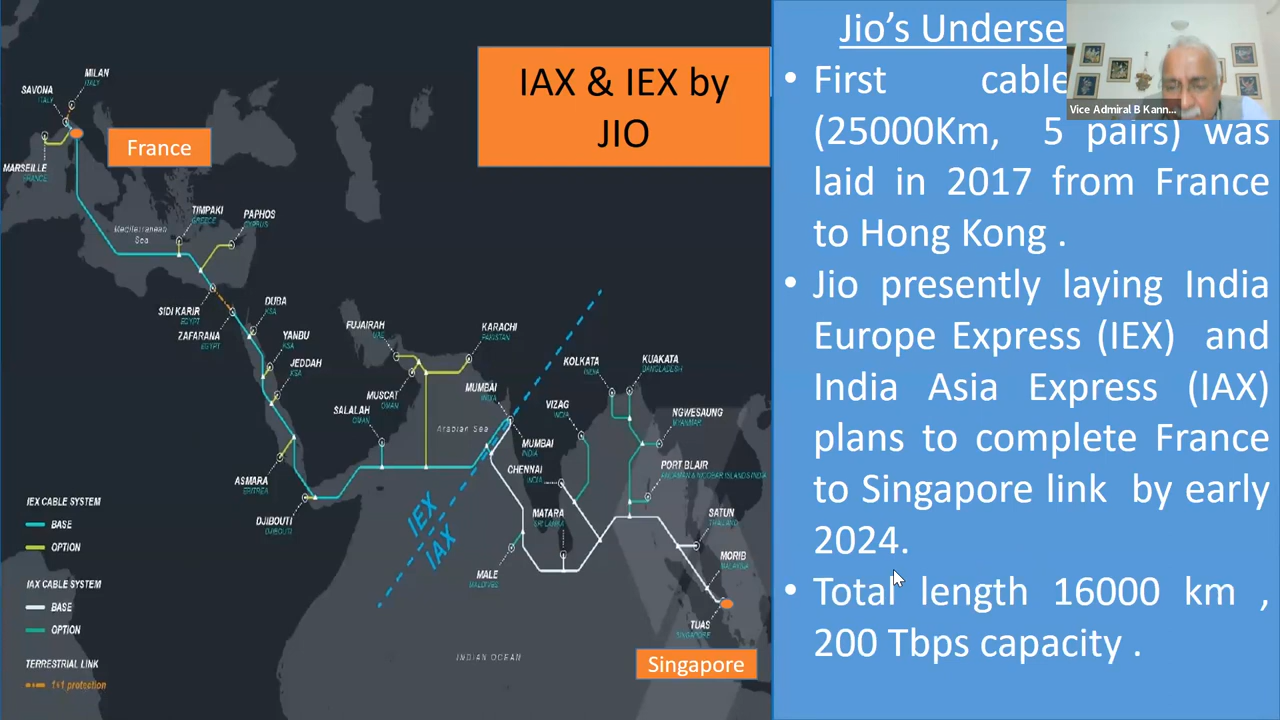 IAX & IEX by
JIO
France
Singapore
MILAN
ITALY
SAVONA
ITALY
MARSEILLE
FRANCE
Mediterranean
Sea
TIMPAKI
GREECE
PAPHOS
CYPRUS
SIDI KARIR
EGYPT
ZAFARANA
EGYPT
DUBA
KSA
YANBU
KSA
JEDDAH
KSA
ASMARA
ERITREA
DJIBOUTI
DJIBOUTI
FUJAIRAH
UAE
MUSCAT
OMAN
SALALAH
OMAN
KARACHI
PAKISTAN
Arabian Sea
MUMBAI
INDIA
MUMBAI
INDIA
CHENNAI
INDIA
VIZAG
INDIA
KOLKATA
INDIA
KUAKATA
BANGLADESH
NGWESAUNG
MYANMAR
PORT BLAIR
ANDAMAN & NICOBAR ISLANDS INDIA
MATARA
SRI LANKA
MALE
MALDIVES
SATUN
THAILAND
MORIB
MALAYSIA
TUAS
SINGAPORE
IEX
IAX
INDIAN OCEAN
IEX CABLE SYSTEM
BASE
OPTION
IAX CABLE SYSTEM
BASE
OPTION
TERRESTRIAL LINK
1+1 protection
Jio's Underse
• First cable
(25000Km, 5 pairs) was
laid in 2017 from France
to Hong Kong .
• Jio presently laying India
Europe Express (IEX) and
India Asia Express (IAX)
plans to complete France
to Singapore link by early
2024.
• Total length 16000 km ,
200 Tbps capacity .
Vice Admiral B Kann...